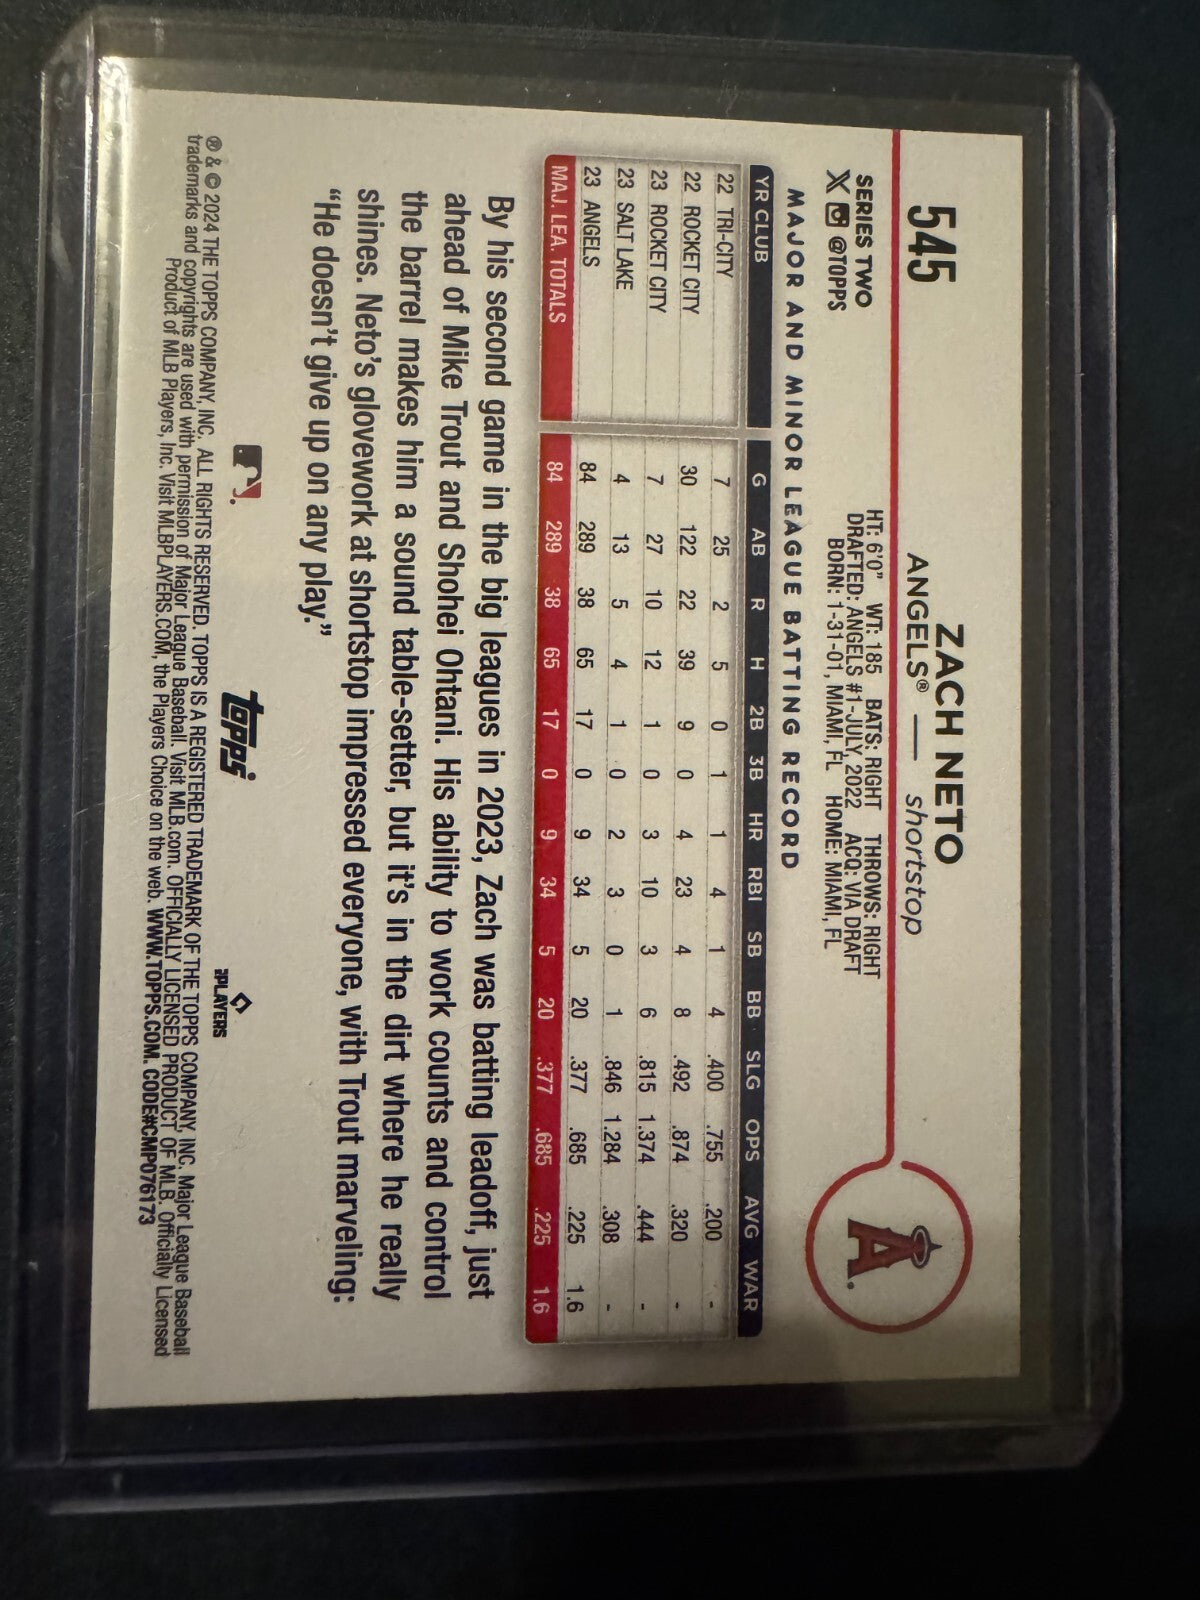 545
SERIES TWO
X @TOPPS
ZACH NETO
ANGELS® — shortstop
HT: 6'0" WT: 185 BATS: RIGHT THROWS: RIGHT
DRAFTED: ANGELS #1-JULY, 2022 ACQ: VIA DRAFT
BORN: 1-31-01, MIAMI, FL HOME: MIAMI, FL
A
MAJOR AND MINOR LEAGUE BATTING RECORD
YR CLUB G AB R H 2B 3B HR RBI SB BB SLG OPS AVG WAR
22 TRI-CITY 7 25 2 5 0 1 1 4 1 4 .400 .755 .200 -
22 ROCKET CITY 30 122 22 39 9 0 4 23 4 8 .492 .874 .320 -
23 ROCKET CITY 7 27 10 12 1 0 3 10 3 6 .815 1.374 .444 -
23 SALT LAKE 4 13 5 4 1 0 2 3 0 1 .846 1.284 .308 -
23 ANGELS 84 289 38 65 17 0 9 34 5 20 .377 .685 .225 1.6
MAJ. LEA. TOTALS 84 289 38 65 17 0 9 34 5 20 .377 .685 .225 1.6
By his second game in the big leagues in 2023, Zach was batting leadoff, just
ahead of Mike Trout and Shohei Ohtani. His ability to work counts and control
the barrel makes him a sound table-setter, but it's in the dirt where he really
shines. Neto's glovework at shortstop impressed everyone, with Trout marveling:
“He doesn't give up on any play.”
topps
PLAYERS
® & © 2024 THE TOPPS COMPANY, INC. ALL RIGHTS RESERVED. TOPPS IS A REGISTERED TRADEMARK OF THE TOPPS COMPANY, INC. Major League Baseball
trademarks and copyrights are used with permission of Major League Baseball. Visit MLB.com. OFFICIALLY LICENSED PRODUCT OF MLB. Officially Licensed
Product of MLB Players, Inc. Visit MLBPLAYERS.COM, the Players Choice on the web. WWW.TOPPS.COM. CODE#CMP076173